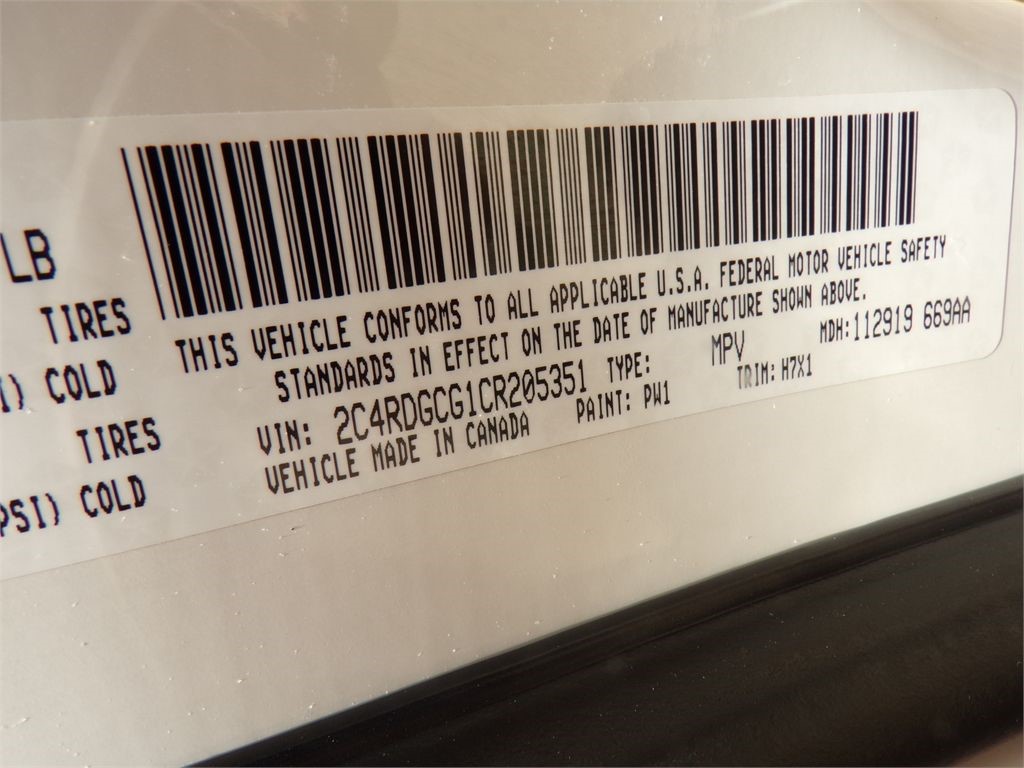 LB
TIRES
I) COLD
TIRES
PSI) COLD
THIS VEHICLE CONFORMS TO ALL APPLICABLE U.S.A. FEDERAL MOTOR VEHICLE SAFETY
STANDARDS IN EFFECT ON THE DATE OF MANUFACTURE SHOWN ABOVE.
VIN: 2C4RDGCG1CR205351 TYPE: MPV MDH:112919 669AA
VEHICLE MADE IN CANADA PAINT: PW1 TRIM: H7X1